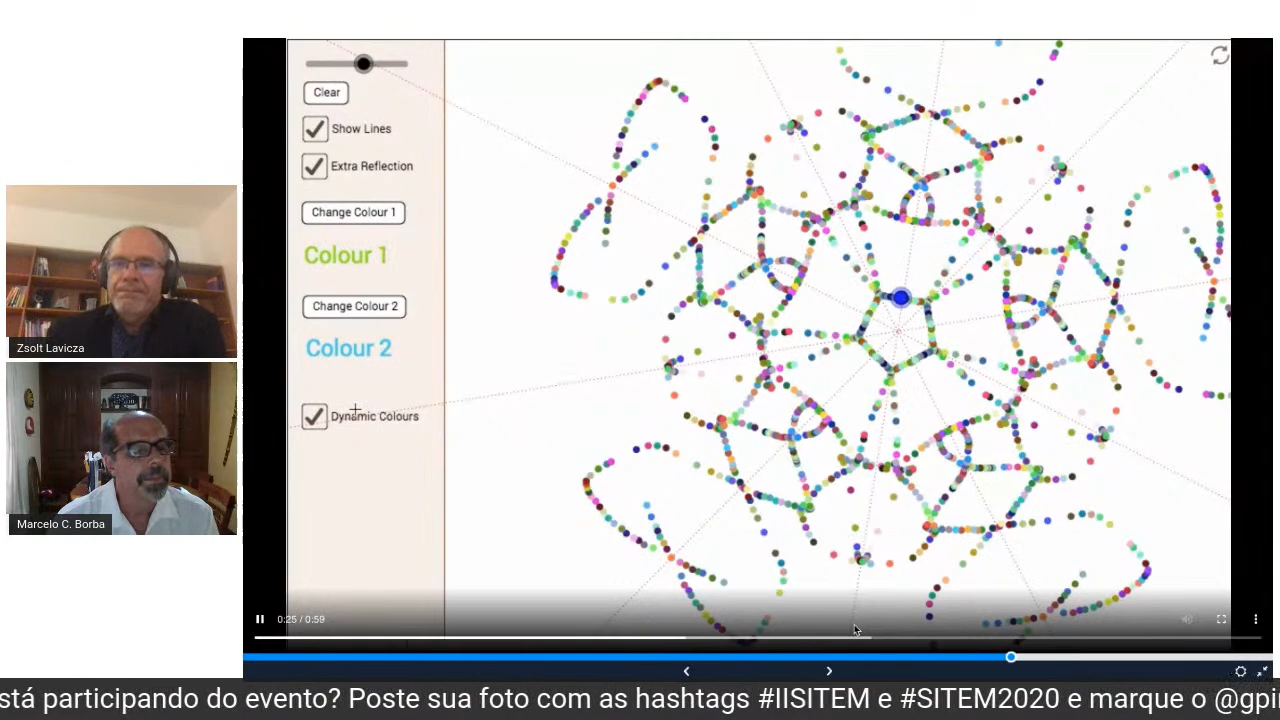 Clear
Show Lines
Extra Reflection
Change Colour 1
Colour 1
Change Colour 2
Colour 2
Dynamic Colours
Zsolt Lavicza
Marcelo C. Borba
0:25 / 0:59
está participando do evento? Poste sua foto com as hashtags #IISITEM e #SITEM2020 e marque o @gpi